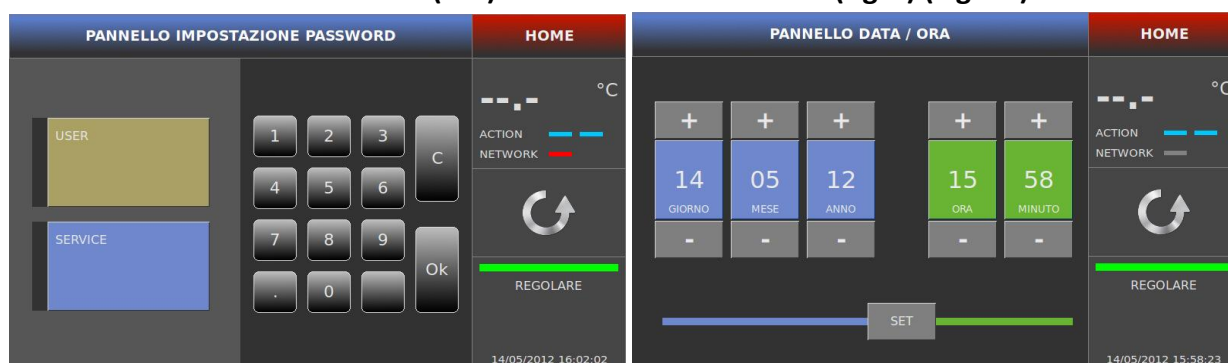 PANNELLO IMPOSTAZIONE PASSWORD
HOME
--.- °C
USER
1 2 3 C
ACTION
NETWORK
4 5 6
SERVICE
7 8 9
Ok
. 0
REGOLARE
14/05/2012 16:02:02
PANNELLO DATA / ORA
HOME
--.- °C
+ + + + +
ACTION
NETWORK
14 05 12 15 58
GIORNO MESE ANNO ORA MINUTO
- - - - -
REGOLARE
SET
14/05/2012 15:58:23